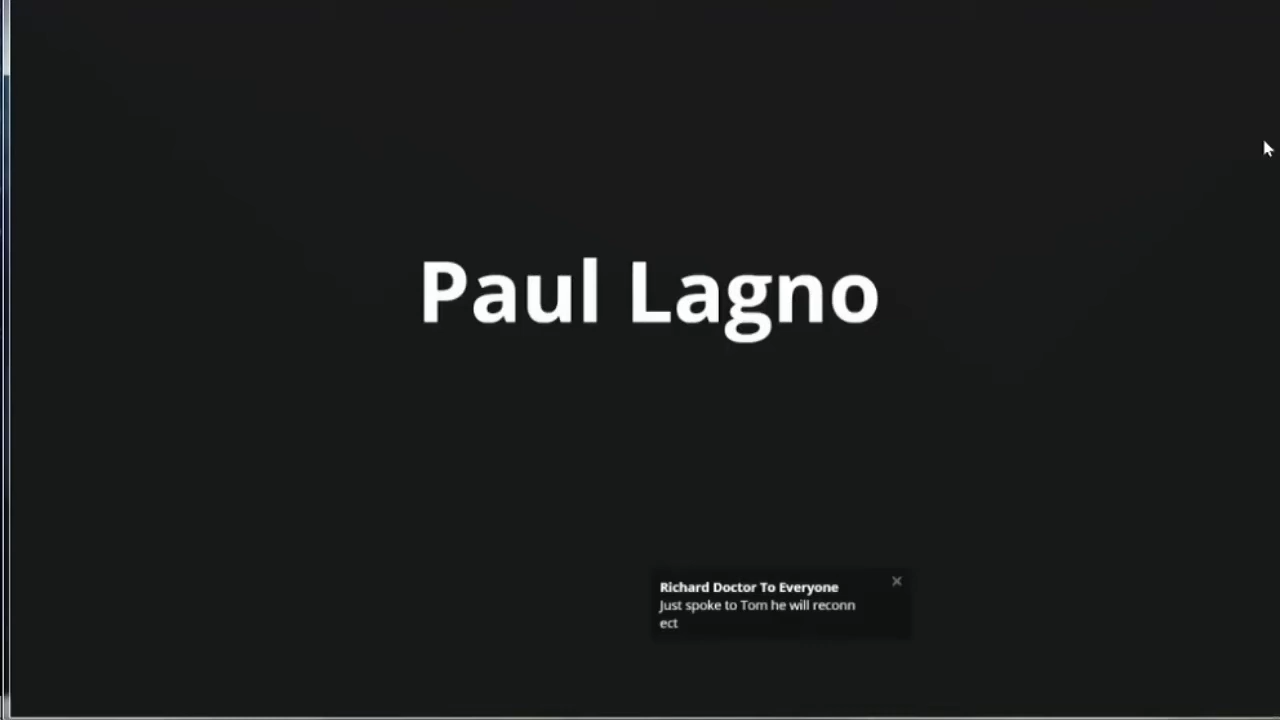 Paul Lagno
Richard Doctor To Everyone
Just spoke to Tom he will reconn
ect